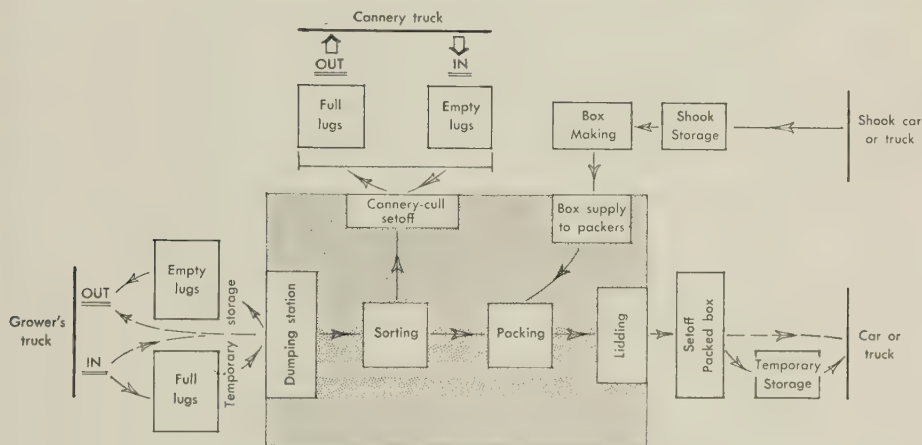 Cannery truck
OUT
IN
Full
lugs
Empty
lugs
Box
Making
Shook
Storage
Shook car
or truck
Cannery-cull
setoff
Box supply
to packers
Grower's
truck
OUT
IN
Empty
lugs
Full
lugs
Temporary storage
Dumping station
Sorting
Packing
Lidding
Setoff
Packed box
Temporary
Storage
Car or
truck